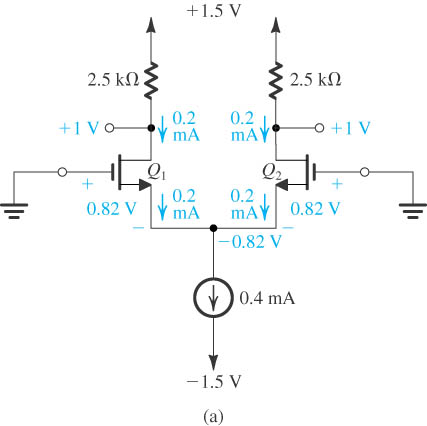 +1.5 V
2.5 kΩ
2.5 kΩ
0.2
mA
0.2
mA
+1 V
+1 V
Q1
Q2
+
+
0.82 V
0.2
mA
0.2
mA
0.82 V
−
−
−0.82 V
0.4 mA
−1.5 V
(a)